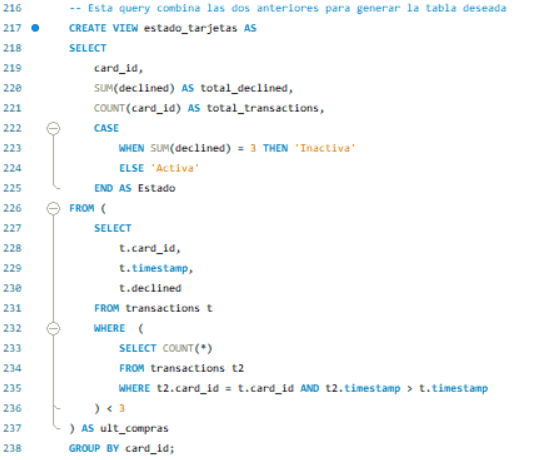 216 -- Esta query combina las dos anteriores para generar la tabla deseada
217 CREATE VIEW estado_tarjetas AS
218 SELECT
219 card_id,
220 SUM(declined) AS total_declined,
221 COUNT(card_id) AS total_transactions,
222 CASE
223 WHEN SUM(declined) = 3 THEN 'Inactiva'
224 ELSE 'Activa'
225 END AS Estado
226 FROM (
227 SELECT
228 t.card_id,
229 t.timestamp,
230 t.declined
231 FROM transactions t
232 WHERE (
233 SELECT COUNT(*)
234 FROM transactions t2
235 WHERE t2.card_id = t.card_id AND t2.timestamp > t.timestamp
236 ) < 3
237 ) AS ult_compras
238 GROUP BY card_id;